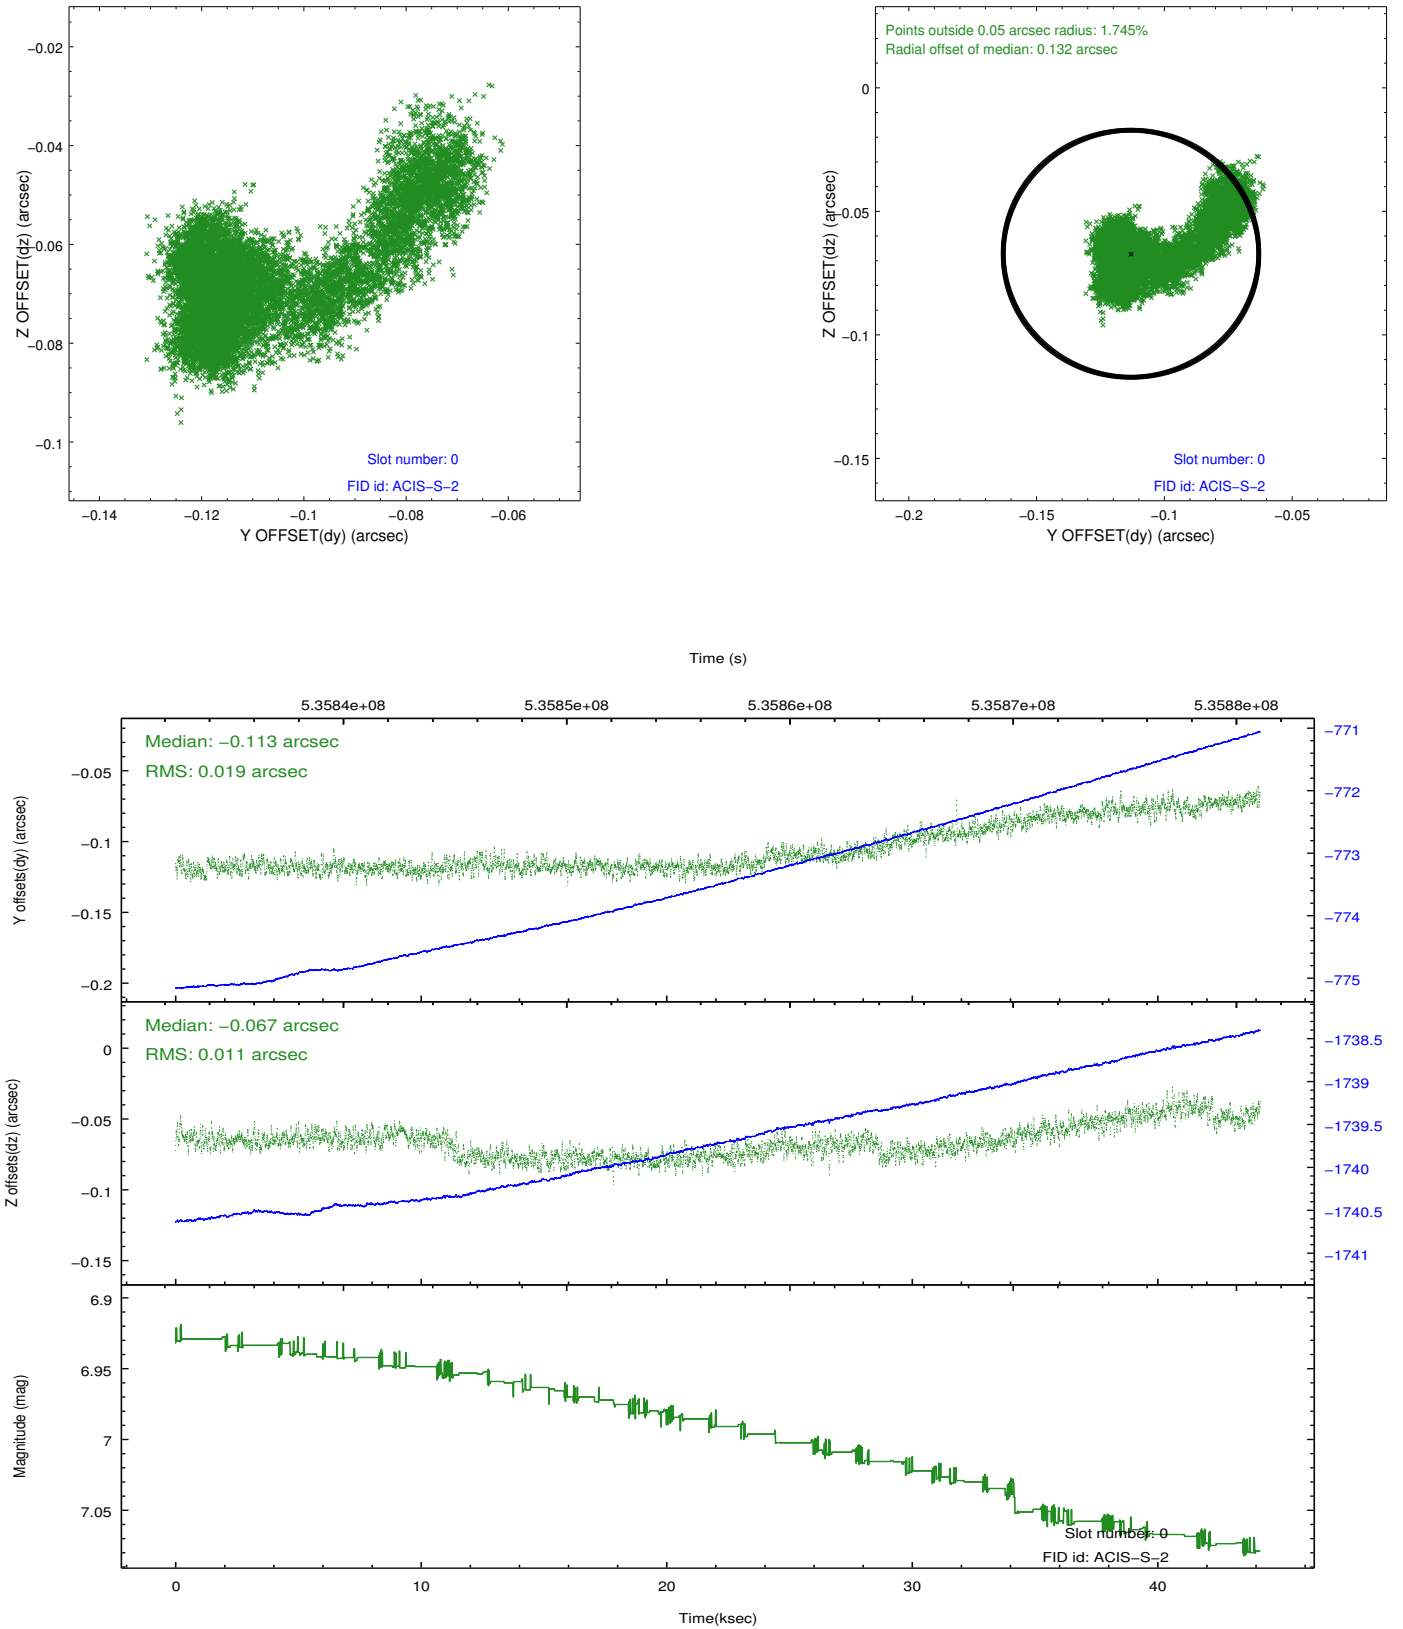 −0.02
−0.04
−0.06
−0.08
−0.1
Z OFFSET(dz) (arcsec)
−0.14 −0.12 −0.1 −0.08 −0.06
Y OFFSET(dy) (arcsec)
Slot number: 0
FID id: ACIS−S−2
Points outside 0.05 arcsec radius: 1.745%
Radial offset of median: 0.132 arcsec
0
−0.05
−0.1
−0.15
Z OFFSET(dz) (arcsec)
−0.2 −0.15 −0.1 −0.05
Y OFFSET(dy) (arcsec)
Slot number: 0
FID id: ACIS−S−2
Time (s)
5.3584e+08 5.3585e+08 5.3586e+08 5.3587e+08 5.3588e+08
Median: −0.113 arcsec
RMS: 0.019 arcsec
Y offsets(dy) (arcsec)
−0.05
−0.1
−0.15
−0.2
−771
−772
−773
−774
−775
Median: −0.067 arcsec
RMS: 0.011 arcsec
Z offsets(dz) (arcsec)
0
−0.05
−0.1
−0.15
−1738.5
−1739
−1739.5
−1740
−1740.5
−1741
Magnitude (mag)
6.9
6.95
7
7.05
Slot number: 0
FID id: ACIS−S−2
0 10 20 30 40
Time(ksec)